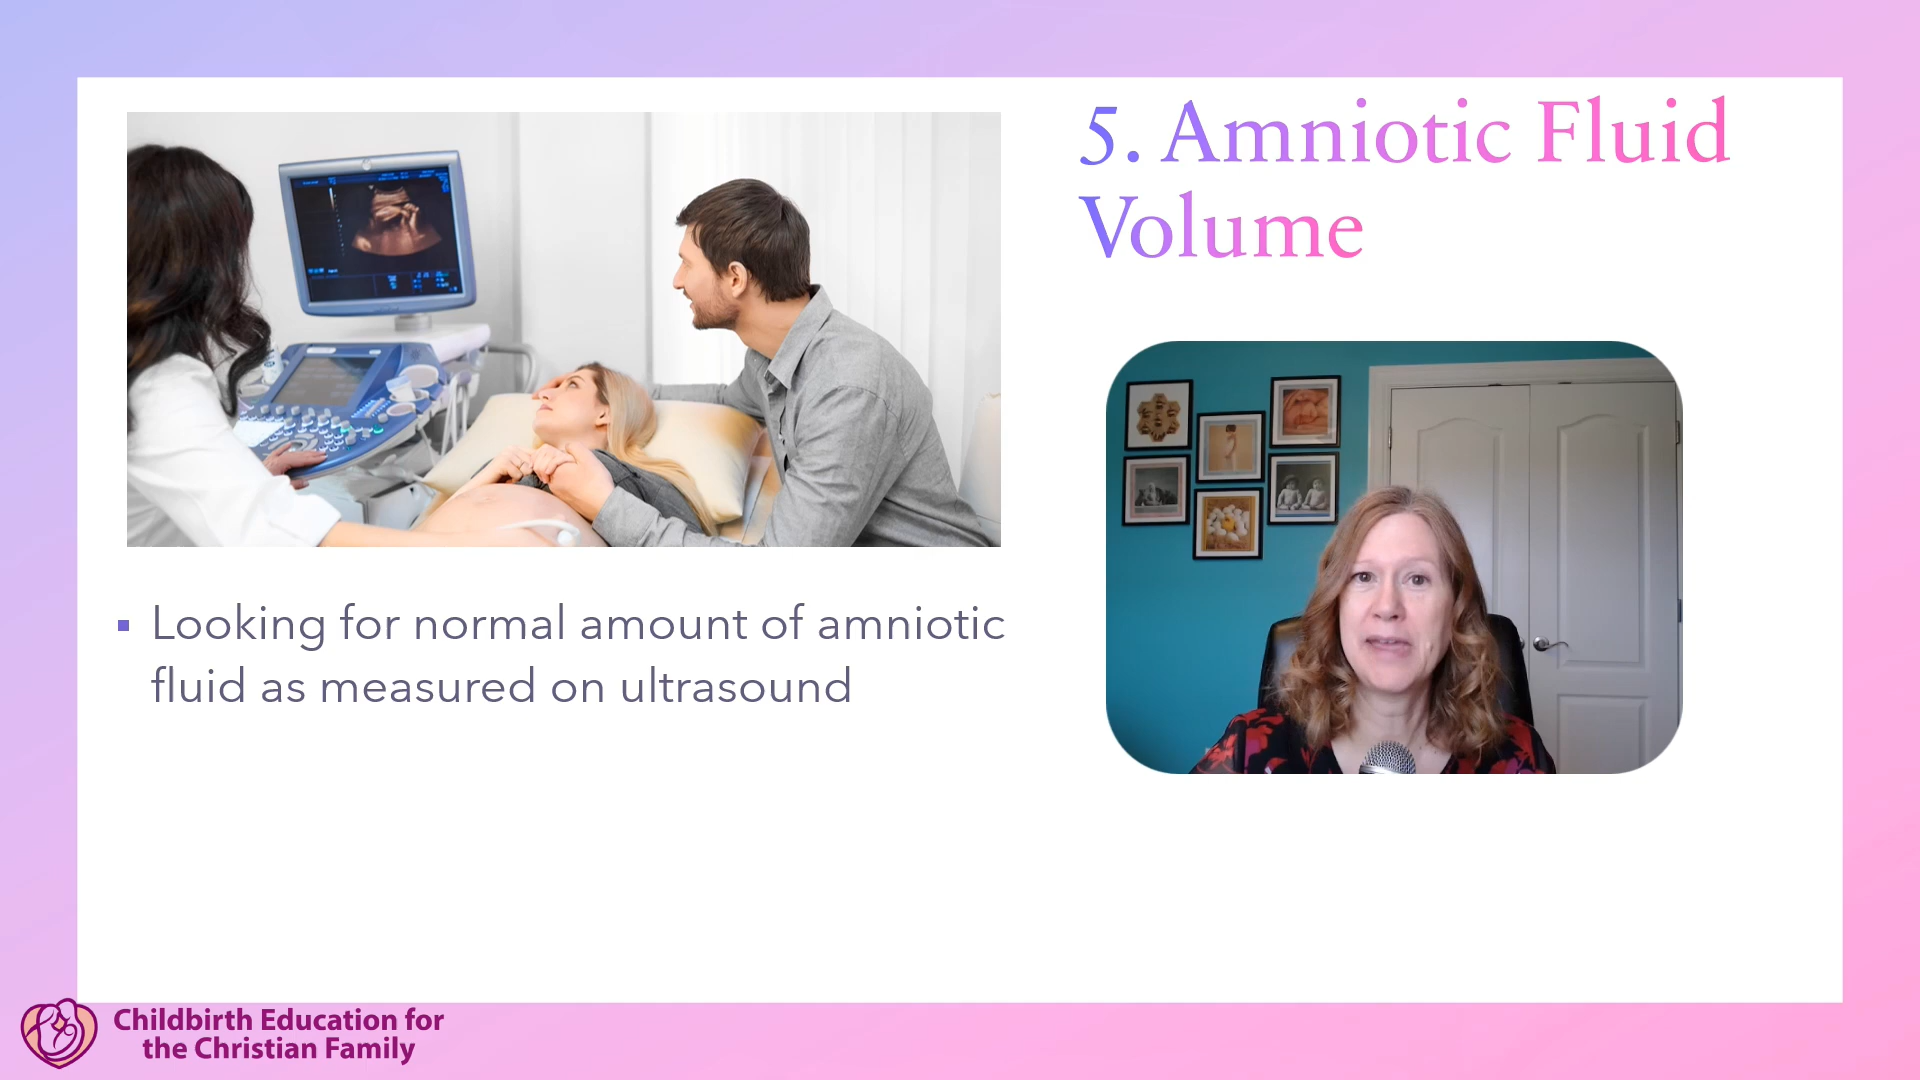 5. Amniotic Fluid
Volume
▪ Looking for normal amount of amniotic
fluid as measured on ultrasound
Childbirth Education for
the Christian Family